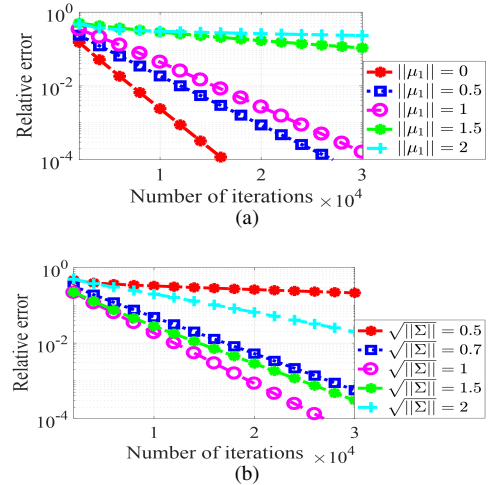 10^0
10^-2
10^-4
Relative error
1
2
3
Number of iterations ×10^4
||μ₁|| = 0
||μ₁|| = 0.5
||μ₁|| = 1
||μ₁|| = 1.5
||μ₁|| = 2
(a)
10^0
10^-2
10^-4
Relative error
1
2
3
Number of iterations ×10^4
√||Σ|| = 0.5
√||Σ|| = 0.7
√||Σ|| = 1
√||Σ|| = 1.5
√||Σ|| = 2
(b)